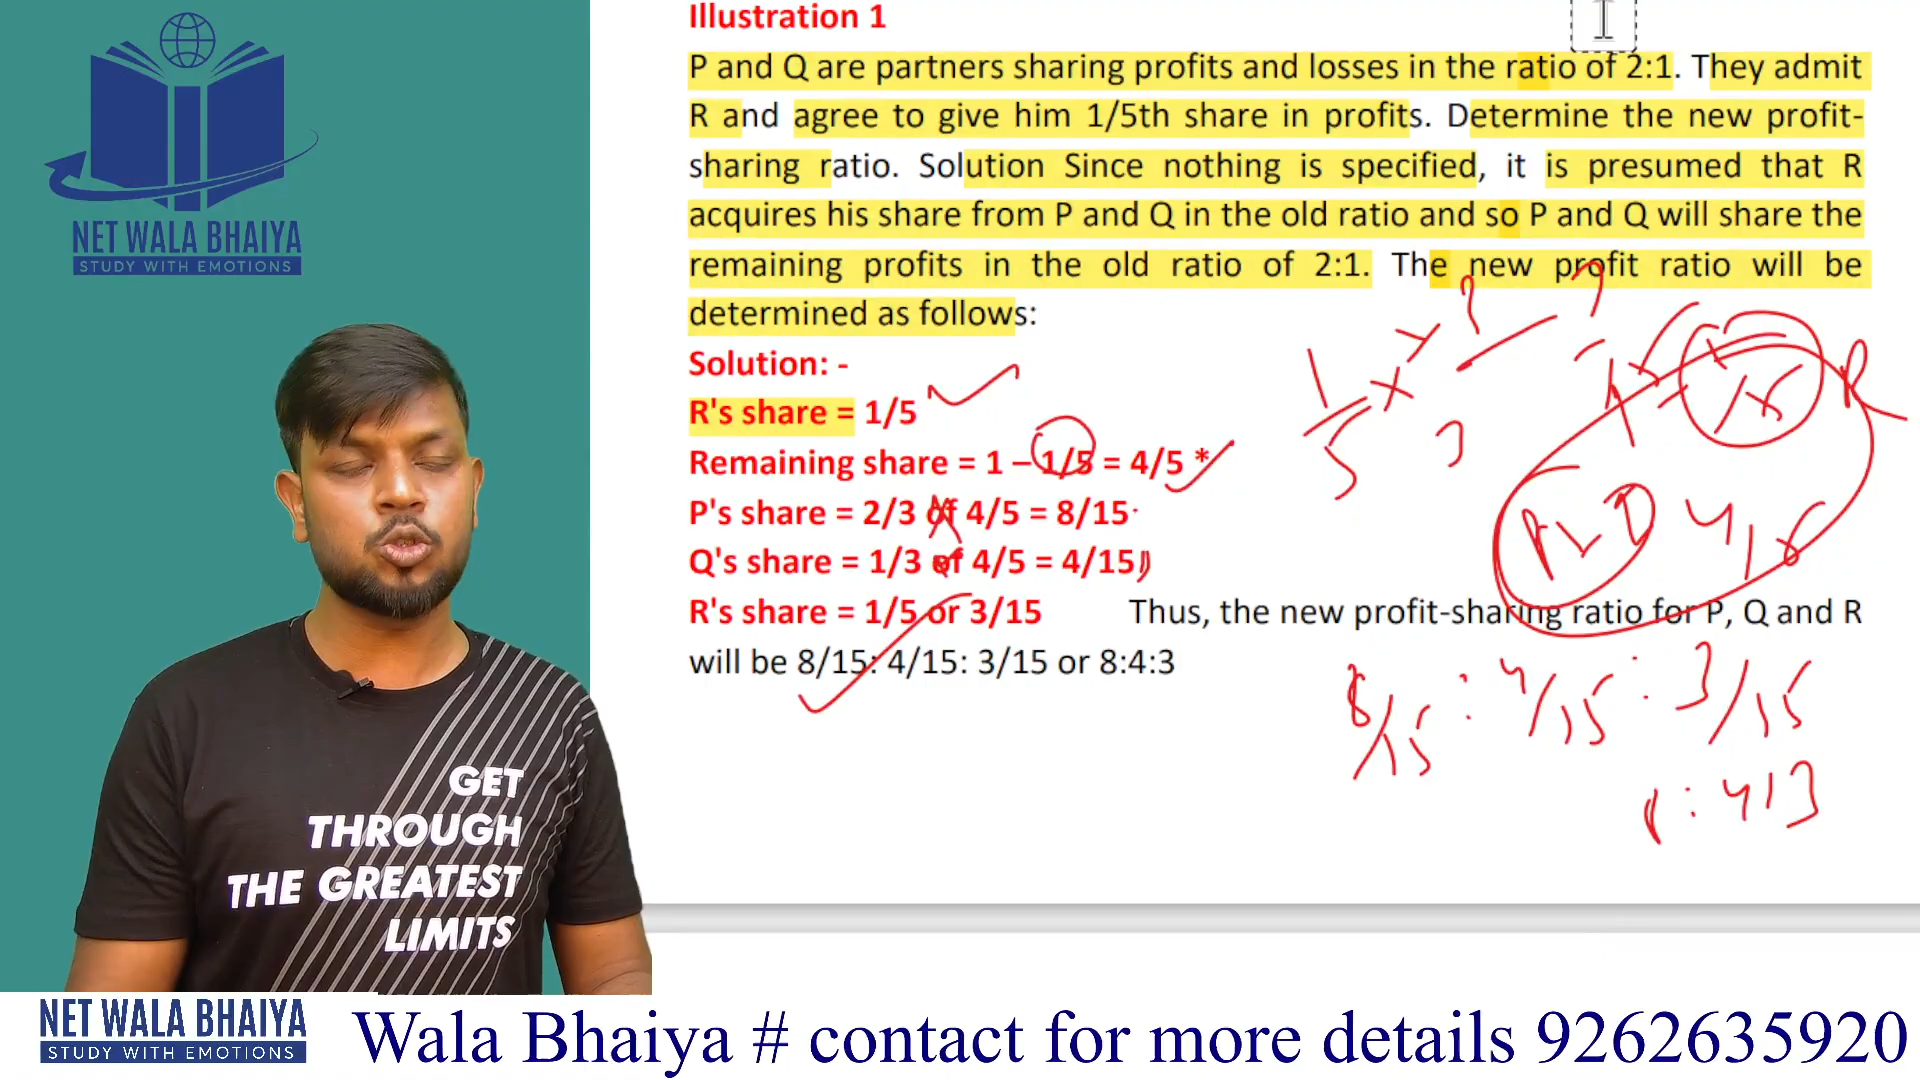 NET WALA BHAIYA
STUDY WITH EMOTIONS
Illustration 1
P and Q are partners sharing profits and losses in the ratio of 2:1. They admit
R and agree to give him 1/5th share in profits. Determine the new profit-
sharing ratio. Solution Since nothing is specified, it is presumed that R
acquires his share from P and Q in the old ratio and so P and Q will share the
remaining profits in the old ratio of 2:1. The new profit ratio will be
determined as follows:
Solution: -
R's share = 1/5
Remaining share = 1 – 1/5 = 4/5 *
P's share = 2/3 of 4/5 = 8/15
Q's share = 1/3 of 4/5 = 4/15
R's share = 1/5 or 3/15 Thus, the new profit-sharing ratio for P, Q and R
will be 8/15: 4/15: 3/15 or 8:4:3
1/5
R
4/5
8/15 : 4/15 : 3/15
GET
THROUGH
THE GREATEST
LIMITS
NET WALA BHAIYA
STUDY WITH EMOTIONS
Wala Bhaiya # contact for more details 9262635920